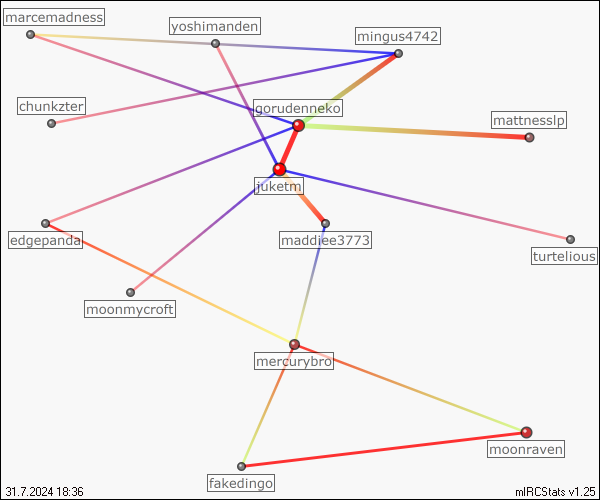 marcemadness
yoshimanden
mingus4742
chunkzter
gorudenneko
mattnesslp
juketm
edgepanda
maddiee3773
turtelious
moonmycroft
mercurybro
moonraven
fakedingo
31.7.2024 18:36
mIRCStats v1.25